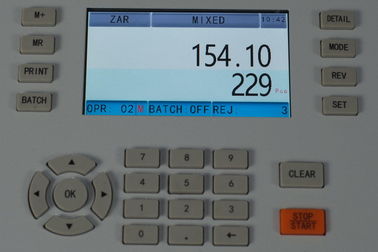 M+
MR
PRINT
BATCH
ZAR MIXED 10:42
154.10
229 Pcs
OPR 02 M BATCH OFF REJ 3
DETAIL
MODE
REV
SET
OK
7 8 9
4 5 6
1 2 3
0 . ←
CLEAR
STOP
START